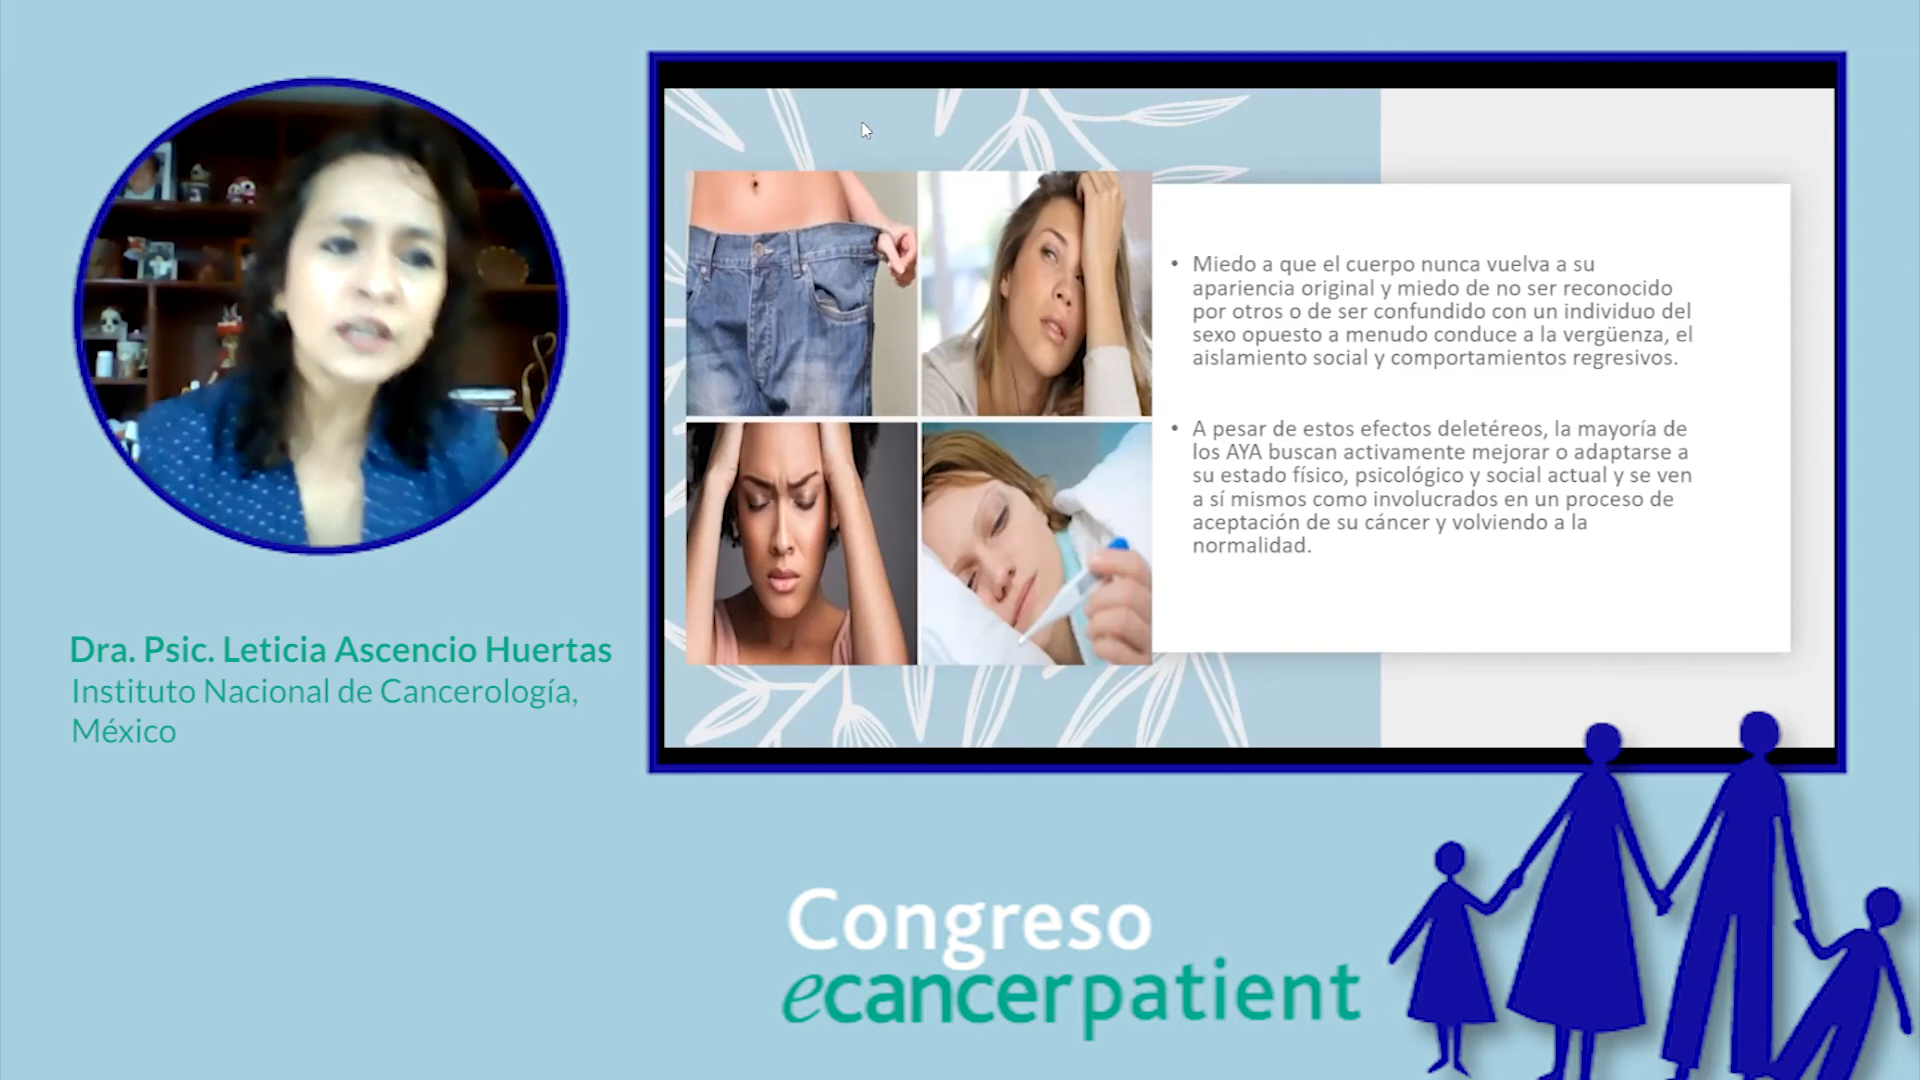 Dra. Psic. Leticia Ascencio Huertas
Instituto Nacional de Cancerología,
México
• Miedo a que el cuerpo nunca vuelva a su
apariencia original y miedo de no ser reconocido
por otros o de ser confundido con un individuo del
sexo opuesto a menudo conduce a la vergüenza, el
aislamiento social y comportamientos regresivos.
• A pesar de estos efectos deletéreos, la mayoría de
los AYA buscan activamente mejorar o adaptarse a
su estado físico, psicológico y social actual y se ven
a sí mismos como involucrados en un proceso de
aceptación de su cáncer y volviendo a la
normalidad.
Congreso
ecancerpatient